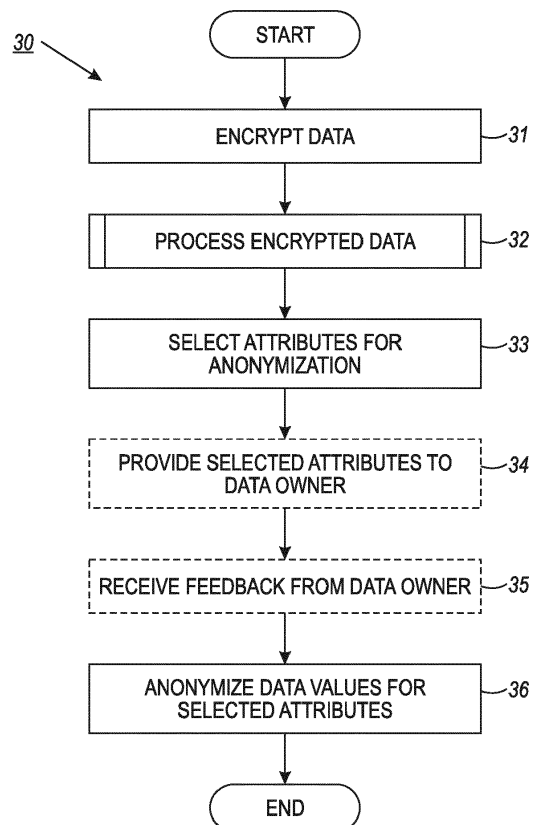 30
START
ENCRYPT DATA
31
PROCESS ENCRYPTED DATA
32
SELECT ATTRIBUTES FOR
ANONYMIZATION
33
PROVIDE SELECTED ATTRIBUTES TO
DATA OWNER
34
RECEIVE FEEDBACK FROM DATA OWNER
35
ANONYMIZE DATA VALUES FOR
SELECTED ATTRIBUTES
36
END